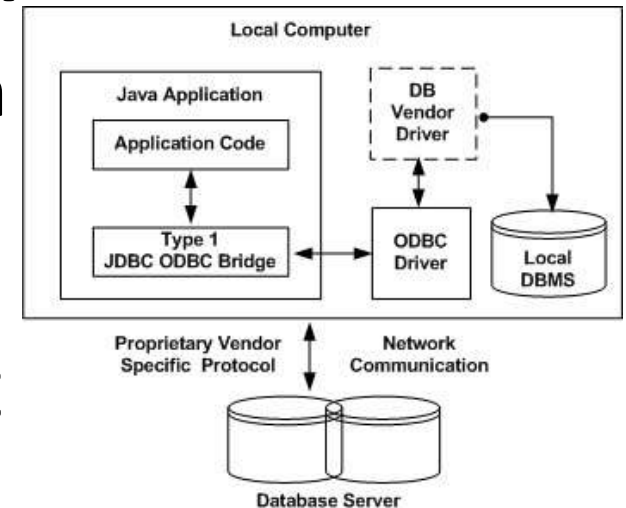 Local Computer
Java Application
Application Code
Type 1
JDBC ODBC Bridge
DB
Vendor
Driver
ODBC
Driver
Local
DBMS
Proprietary Vendor
Specific Protocol
Network
Communication
Database Server